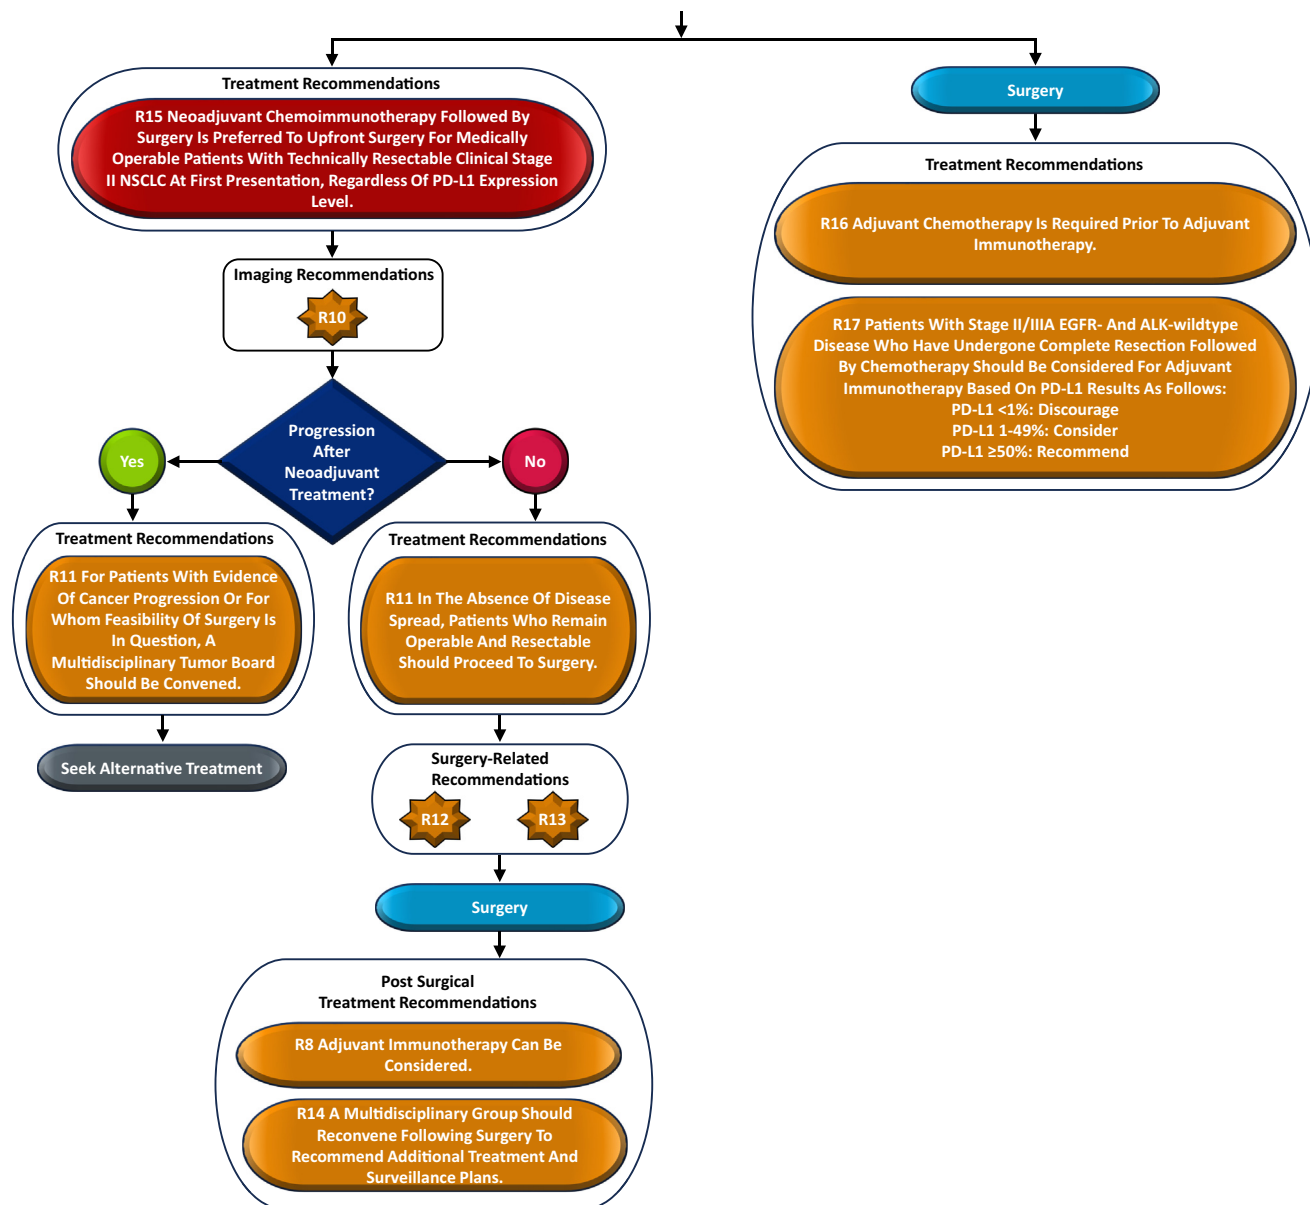 Treatment Recommendations
R15 Neoadjuvant Chemoimmunotherapy Followed By
Surgery Is Preferred To Upfront Surgery For Medically
Operable Patients With Technically Resectable Clinical Stage
II NSCLC At First Presentation, Regardless Of PD-L1 Expression
Level.
Imaging Recommendations
R10
Progression
After
Neoadjuvant
Treatment?
Yes
No
Treatment Recommendations
R11 For Patients With Evidence
Of Cancer Progression Or For
Whom Feasibility Of Surgery Is
In Question, A
Multidisciplinary Tumor Board
Should Be Convened.
Seek Alternative Treatment
Treatment Recommendations
R11 In The Absence Of Disease
Spread, Patients Who Remain
Operable And Resectable
Should Proceed To Surgery.
Surgery-Related
Recommendations
R12
R13
Surgery
Post Surgical
Treatment Recommendations
R8 Adjuvant Immunotherapy Can Be
Considered.
R14 A Multidisciplinary Group Should
Reconvene Following Surgery To
Recommend Additional Treatment And
Surveillance Plans.
Surgery
Treatment Recommendations
R16 Adjuvant Chemotherapy Is Required Prior To Adjuvant
Immunotherapy.
R17 Patients With Stage II/IIIA EGFR- And ALK-wildtype
Disease Who Have Undergone Complete Resection Followed
By Chemotherapy Should Be Considered For Adjuvant
Immunotherapy Based On PD-L1 Results As Follows:
PD-L1 <1%: Discourage
PD-L1 1-49%: Consider
PD-L1 ≥50%: Recommend